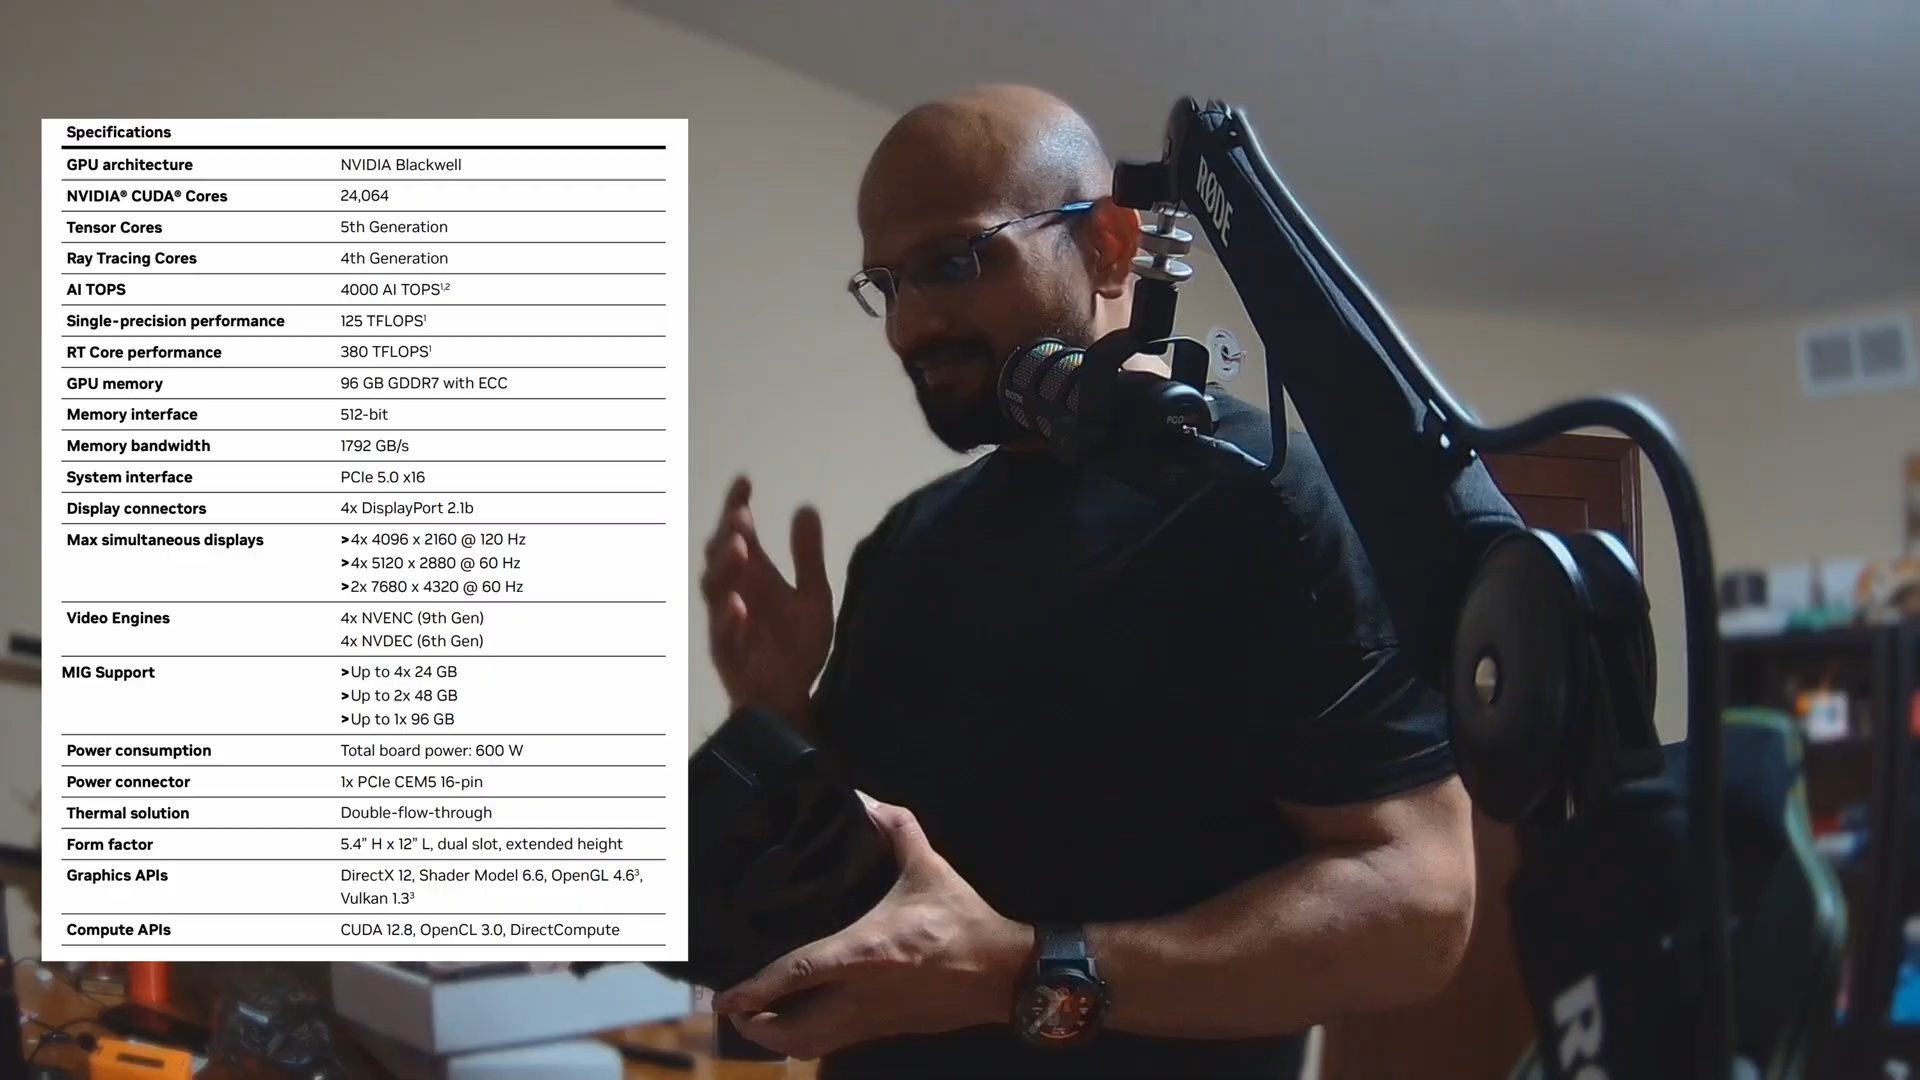 Specifications
GPU architecture NVIDIA Blackwell
NVIDIA® CUDA® Cores 24,064
Tensor Cores 5th Generation
Ray Tracing Cores 4th Generation
AI TOPS 4000 AI TOPS¹,²
Single-precision performance 125 TFLOPS¹
RT Core performance 380 TFLOPS¹
GPU memory 96 GB GDDR7 with ECC
Memory interface 512-bit
Memory bandwidth 1792 GB/s
System interface PCIe 5.0 x16
Display connectors 4x DisplayPort 2.1b
Max simultaneous displays >4x 4096 x 2160 @ 120 Hz
>4x 5120 x 2880 @ 60 Hz
>2x 7680 x 4320 @ 60 Hz
Video Engines 4x NVENC (9th Gen)
4x NVDEC (6th Gen)
MIG Support >Up to 4x 24 GB
>Up to 2x 48 GB
>Up to 1x 96 GB
Power consumption Total board power: 600 W
Power connector 1x PCIe CEM5 16-pin
Thermal solution Double-flow-through
Form factor 5.4” H x 12” L, dual slot, extended height
Graphics APIs DirectX 12, Shader Model 6.6, OpenGL 4.6³,
Vulkan 1.3³
Compute APIs CUDA 12.8, OpenCL 3.0, DirectCompute
RØDE